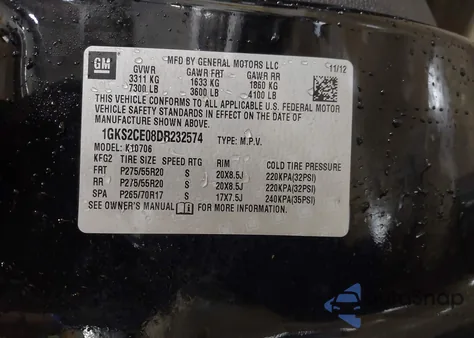 GM
MFD BY GENERAL MOTORS LLC
11/12
GVWR GAWR FRT GAWR RR
3311 KG 1633 KG 1860 KG
7300 LB 3600 LB 4100 LB
THIS VEHICLE CONFORMS TO ALL APPLICABLE U.S. FEDERAL MOTOR
VEHICLE SAFETY STANDARDS IN EFFECT ON THE DATE OF
MANUFACTURE SHOWN ABOVE.
1GKS2CE08DR232574 TYPE: M.P.V.
MODEL: K10706
KFG2 TIRE SIZE SPEED RTG RIM COLD TIRE PRESSURE
FRT P275/55R20 S 20X8.5J 220KPA(32PSI)
RR P275/55R20 S 20X8.5J 220KPA(32PSI)
SPA P265/70R17 S 17X7.5J 240KPA(35PSI)
SEE OWNER'S MANUAL FOR MORE INFORMATION.
AutoSnap